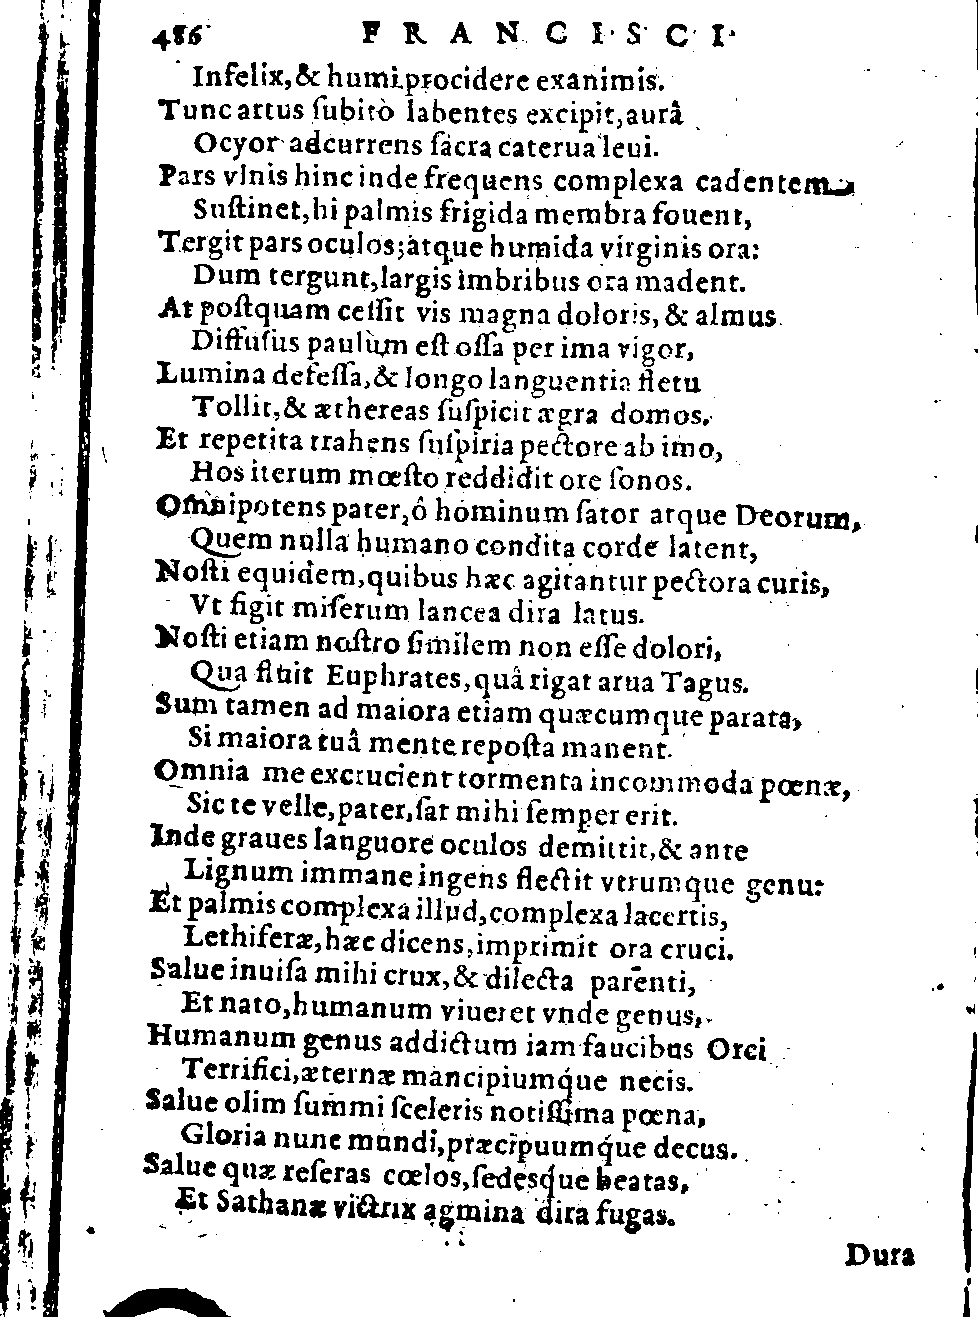 486 FRANCISCI
Infelix,& humi procidere exanimis.
Tunc artus ſubitò labentes excipit,aurâ
Ocyor adcurrens ſacra caterua leui.
Pars vlnis hinc inde frequens complexa cadentem
Suſtinet,hi palmis frigida membra fouent,
Tergit pars oculos;atque humida virginis ora:
Dum tergunt,largis imbribus ora madent.
At poſtquam ceſſit vis magna doloris, & almus
Diffuſus paulùm eſt oſſa per ima vigor,
Lumina defeſſa,& longo languentia fletu
Tollit,& æthereas ſuſpicit ægra domos.
Et repetita trahens ſuſpiria pectore ab imo,
Hos iterum mœſto reddidit ore ſonos.
Omnipotens pater,ô hominum ſator atque Deorum,
Quem nulla humano condita corde latent,
Noſti equidem,quibus hæc agitantur pectora curis,
Vt figit miſerum lancea dira latus.
Noſti etiam noſtro ſimilem non eſſe dolori,
Qua fluit Euphrates,quâ rigat arua Tagus.
Sum tamen ad maiora etiam quæcumque parata,
Si maiora tuâ mente repoſta manent.
Omnia me excrucient tormenta incommoda pœnæ,
Sic te velle,pater,ſat mihi ſemper erit.
Inde graues languore oculos demittit,& ante
Lignum immane ingens flectit vtrumque genu:
Et palmis complexa illud,complexa lacertis,
Lethiferæ,hæc dicens,imprimit ora cruci.
Salue inuiſa mihi crux,& dilecta parenti,
Et nato,humanum viueret vnde genus,
Humanum genus addictum iam faucibus Orci
Terrifici,æternæ mancipiumq́ue necis.
Salue olim ſummi ſceleris notiſſima pœna,
Gloria nunc mundi,præcipuumq́ue decus.
Salue quæ reſeras cœlos,ſedesq́ue beatas,
Et Sathanæ victrix agmina dira fugas.
Dura